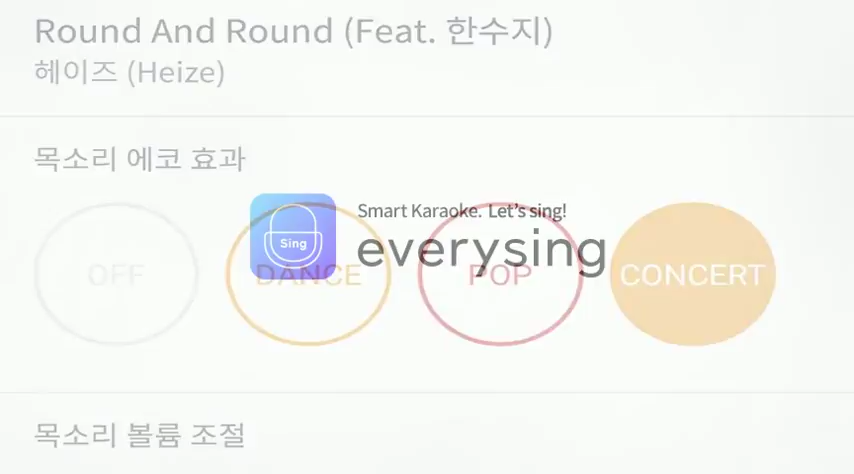 Round And Round (Feat. 한수지)
헤이즈 (Heize)
목소리 에코 효과
Smart Karaoke. Let's sing!
Sing
everysing
OFF
DANCE
POP
CONCERT
목소리 볼륨 조절